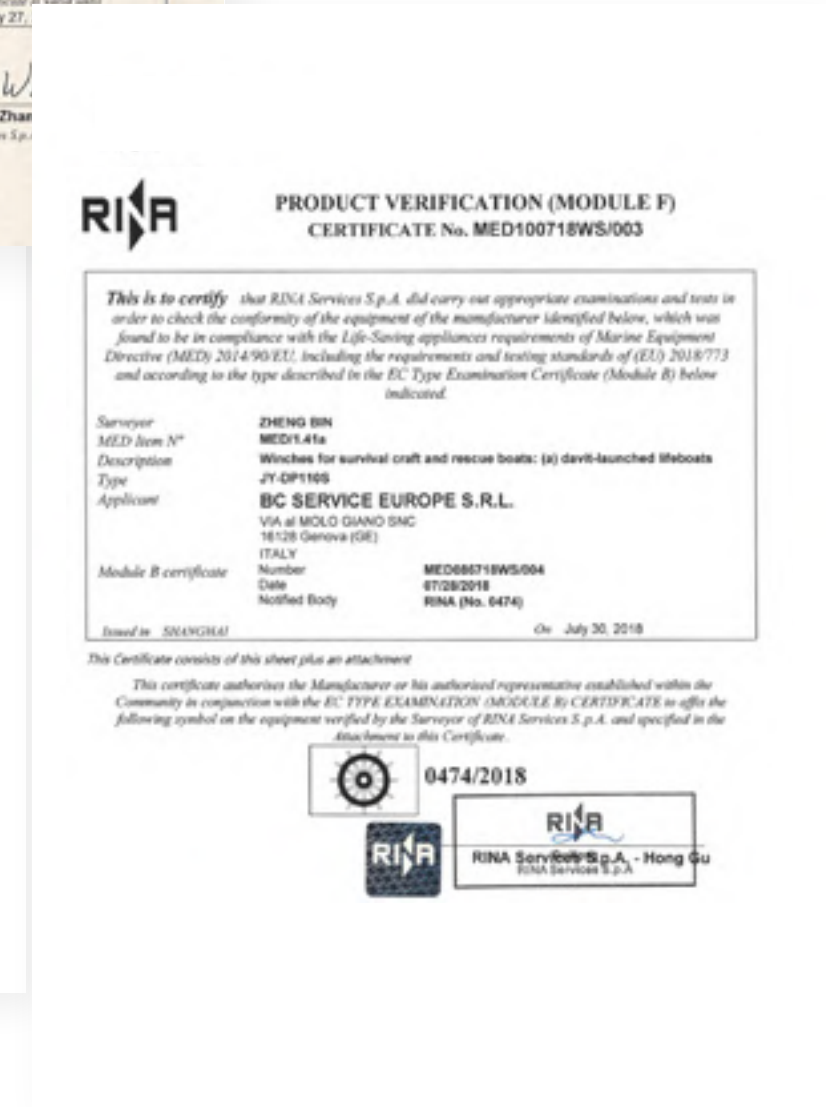 y 27,
W.
Zhan
es S.p.
RINA
PRODUCT VERIFICATION (MODULE F)
CERTIFICATE No. MED100718WS/003
This is to certify that RINA Services S.p.A. did carry out appropriate examinations and tests in
order to check the conformity of the equipment of the manufacturer identified below, which was
found to be in compliance with the Life-Saving appliances requirements of Marine Equipment
Directive (MED) 2014/90/EU, including the requirements and testing standards of (EU) 2018/773
and according to the type described in the EC Type Examination Certificate (Module B) below
indicated.
Surveyor ZHENG BIN
MED Item N° MED/1.41a
Description Winches for survival craft and rescue boats: (a) davit-launched lifeboats
Type JY-DP110S
Applicant BC SERVICE EUROPE S.R.L.
VIA al MOLO GIANO SNC
16128 Genova (GE)
ITALY
Module B certificate Number MED086718WS/004
Date 07/28/2018
Notified Body RINA (No. 0474)
Issued in SHANGHAI On July 30, 2018
This Certificate consists of this sheet plus an attachment
This certificate authorises the Manufacturer or his authorised representative established within the
Community in conjunction with the EC TYPE EXAMINATION (MODULE B) CERTIFICATE to affix the
following symbol on the equipment verified by the Surveyor of RINA Services S.p.A. and specified in the
Attachment to this Certificate.
0474/2018
RINA
RINA
RINA Services S.p.A. - Hong Gu
RINA Services S.p.A